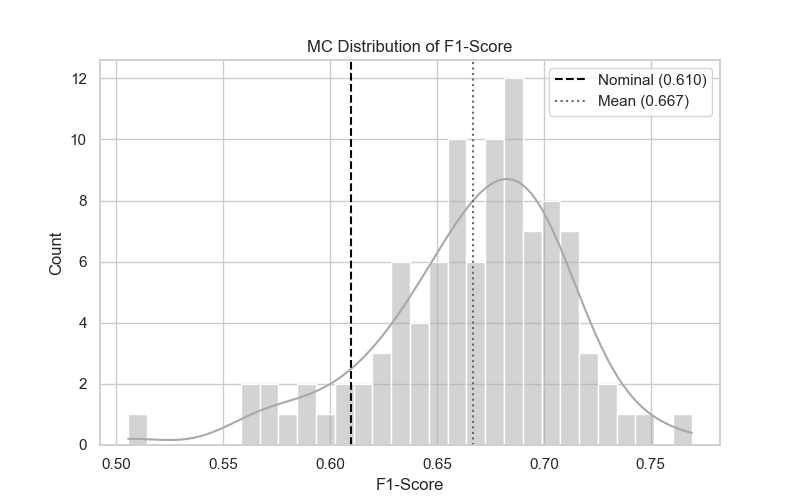 MC Distribution of F1-Score
Nominal (0.610)
Mean (0.667)
12
10
8
6
4
2
0
Count
0.50 0.55 0.60 0.65 0.70 0.75
F1-Score